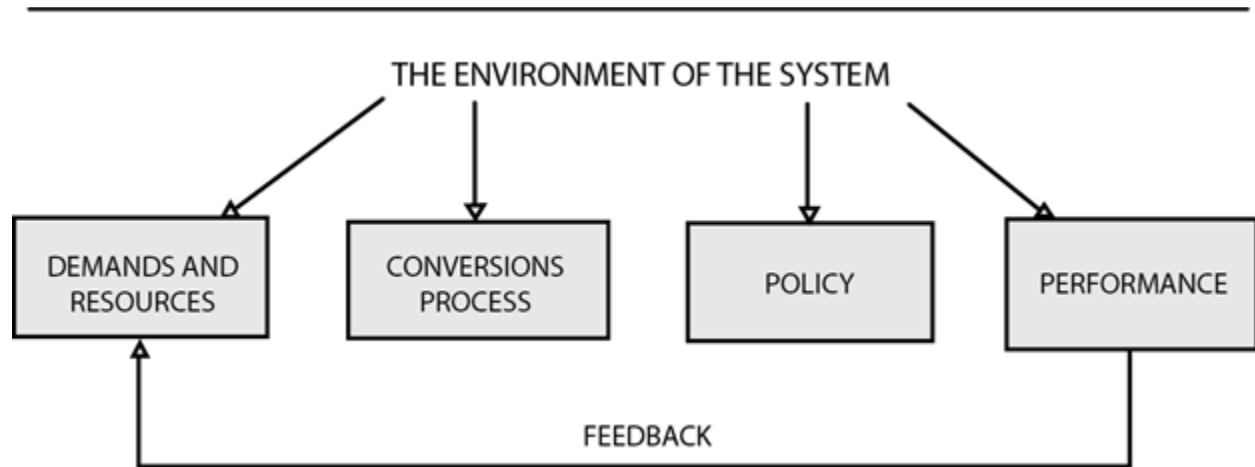 THE ENVIRONMENT OF THE SYSTEM
DEMANDS AND
RESOURCES
CONVERSIONS
PROCESS
POLICY
PERFORMANCE
FEEDBACK